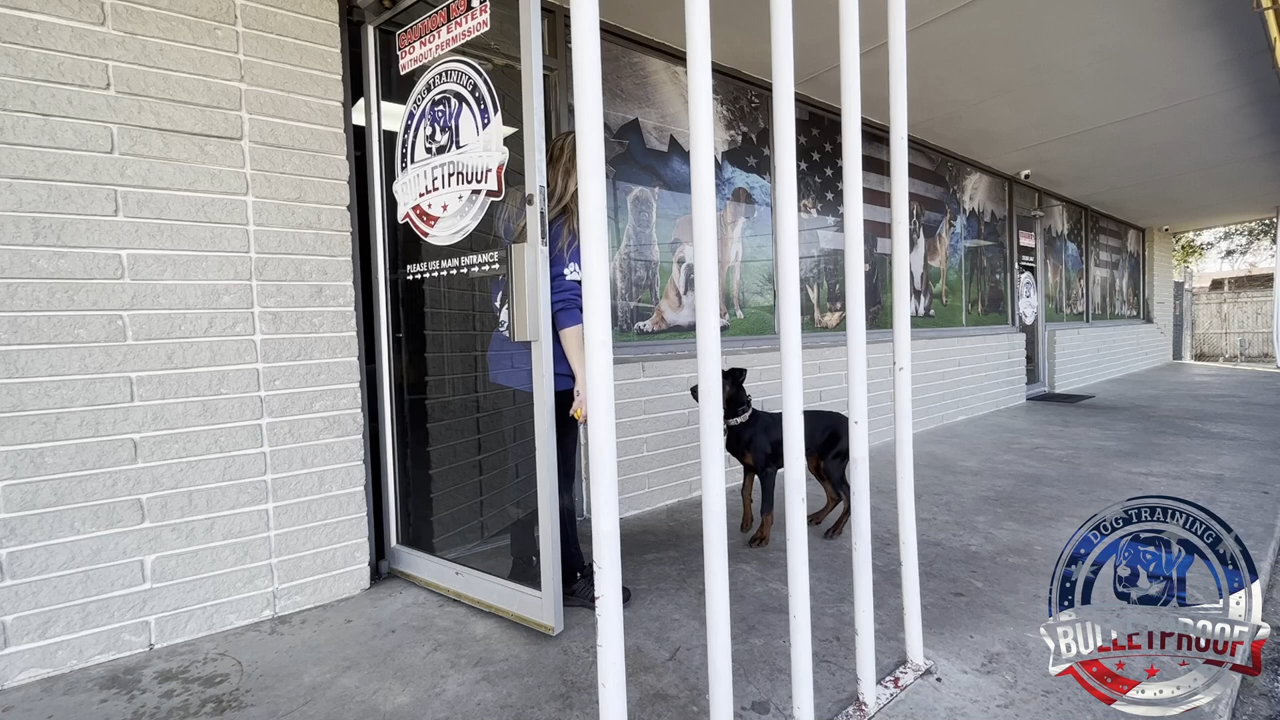 CAUTION K9
DO NOT ENTER
WITHOUT PERMISSION
DOG TRAINING
BULLETPROOF
PLEASE USE MAIN ENTRANCE
DOG TRAINING
BULLETPROOF